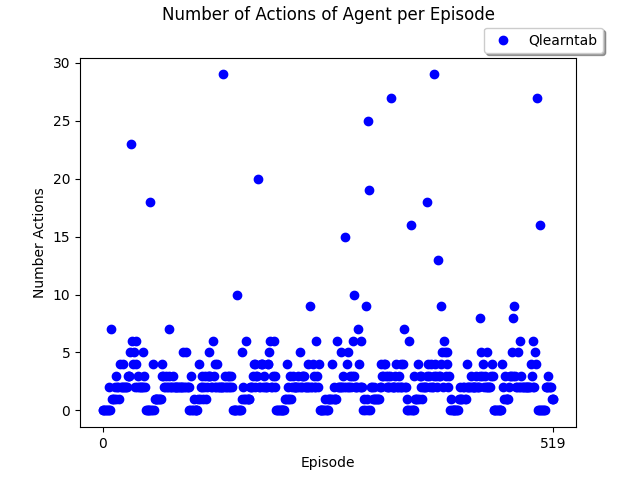 Number of Actions of Agent per Episode
Qlearntab
30
25
20
15
10
5
0
Number Actions
0 519
Episode